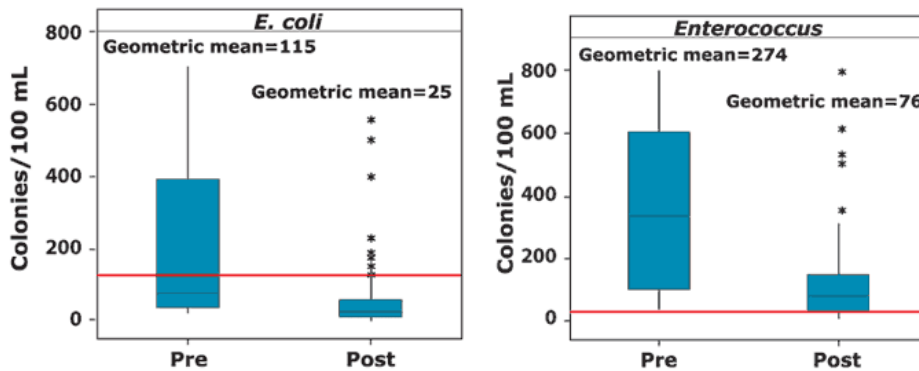 E. coli
800
Geometric mean=115
Geometric mean=25
600
400
200
0
Colonies/100 mL
Pre
Post
Enterococcus
Geometric mean=274
800
Geometric mean=76
600
400
200
0
Colonies/100 mL
Pre
Post